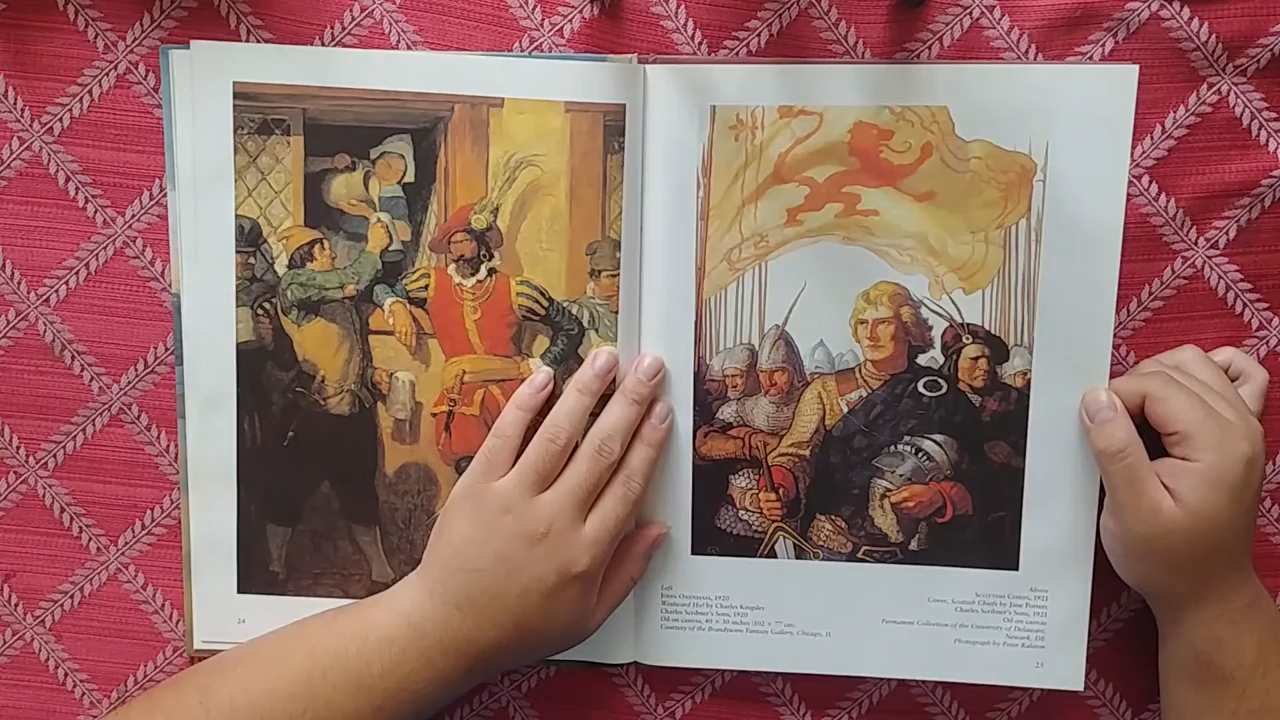 24
Left
JOHN OXENHAM, 1920
Westward Ho! by Charles Kingsley
Charles Scribner's Sons, 1920
Oil on canvas, 40 × 30 inches (102 × 77 cm)
Courtesy of the Brandywine Fantasy Gallery, Chicago, IL
Above
SCOTTISH CHIEFS, 1921
Cover, Scottish Chiefs by Jane Porter
Charles Scribner's Sons, 1921
Oil on canvas
Permanent Collection of the University of Delaware,
Newark, DE
Photograph by Peter Ralston
25